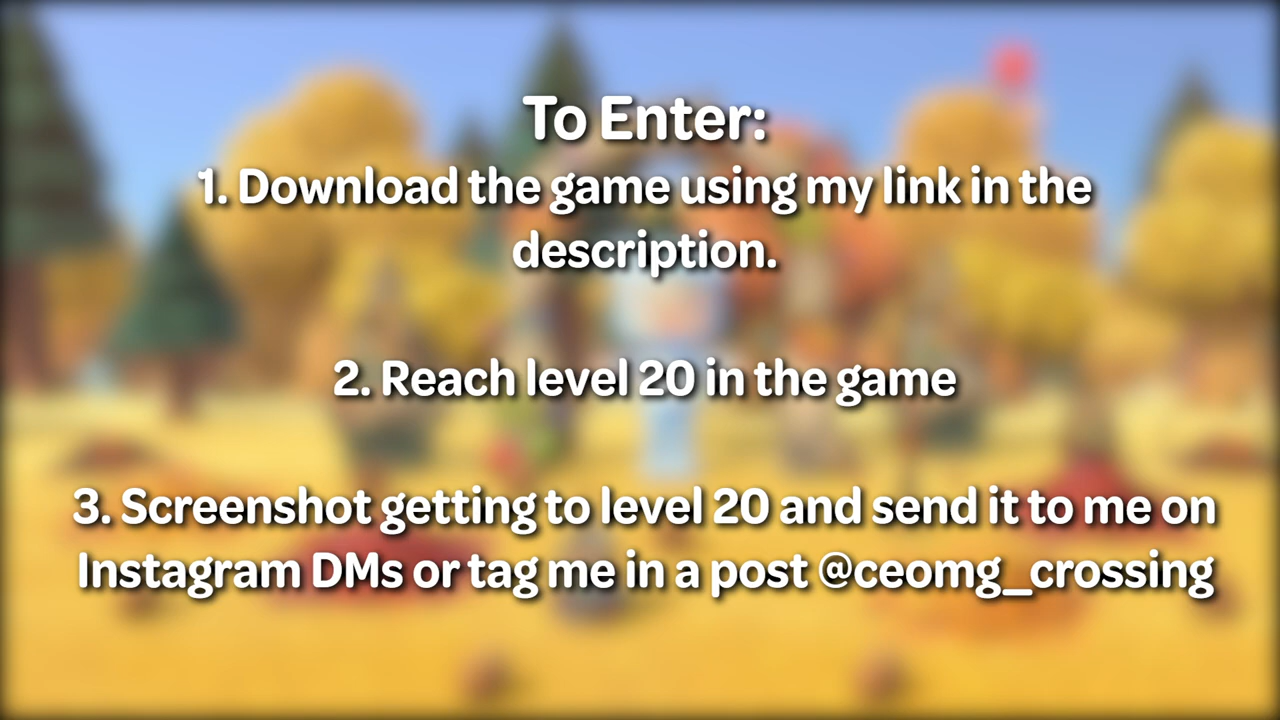 To Enter:
1. Download the game using my link in the
description.
2. Reach level 20 in the game
3. Screenshot getting to level 20 and send it to me on
Instagram DMs or tag me in a post @ceomg_crossing